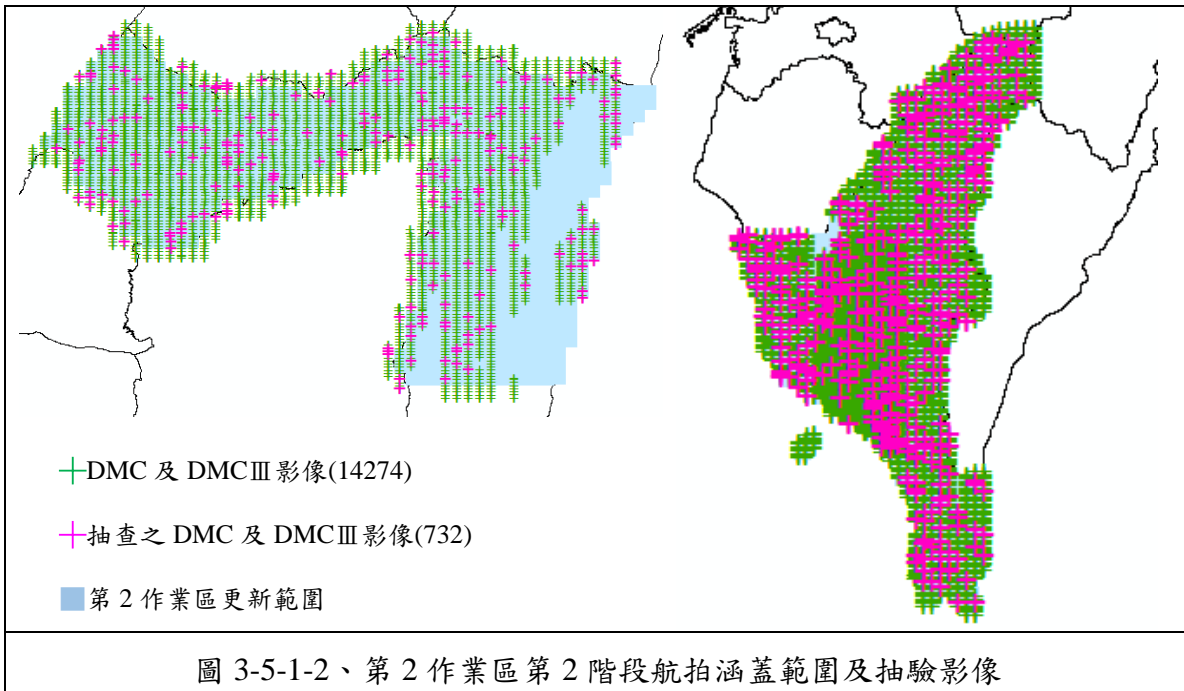 DMC 及 DMCⅢ影像(14274)
抽查之 DMC 及 DMCⅢ影像(732)
第 2 作業區更新範圍
圖 3-5-1-2、第 2 作業區第 2 階段航拍涵蓋範圍及抽驗影像